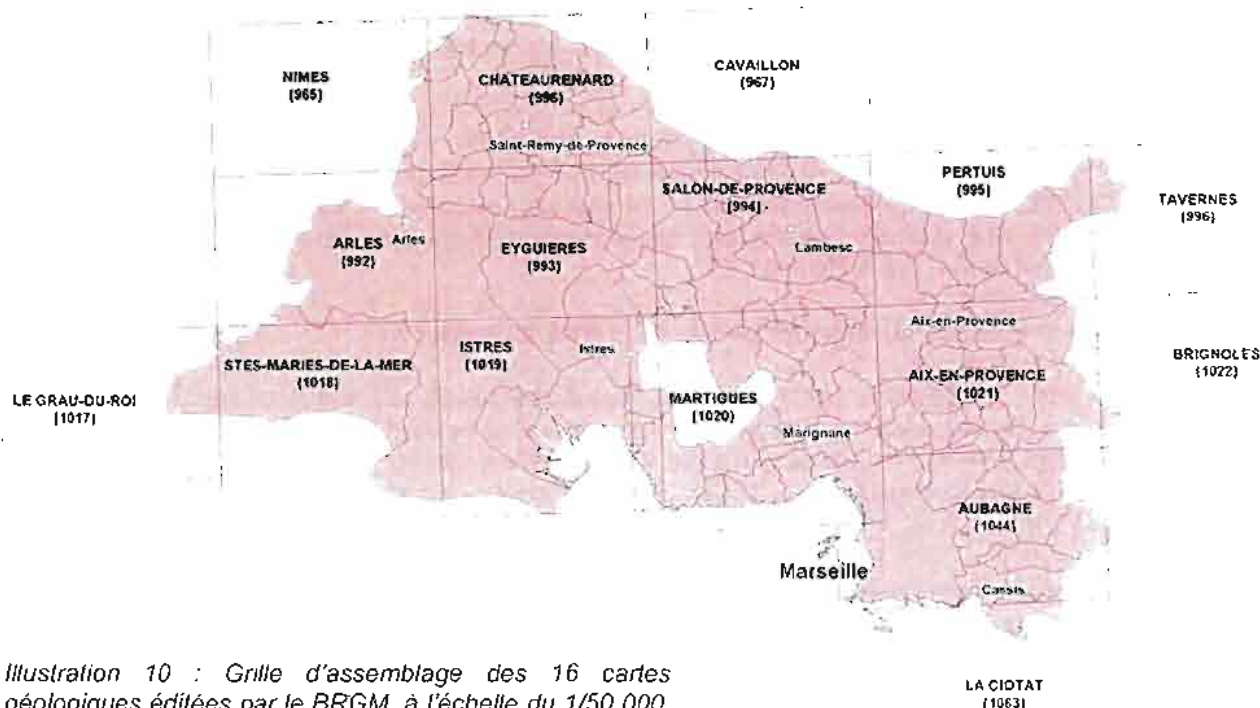 NIMES
(965)
CHATEAURENARD
(996)
CAVAILLON
(967)
Saint-Remy-de-Provence
PERTUIS
(995)
SALON-DE-PROVENCE
(994)
TAVERNES
(996)
ARLES
(992)
Arles
EYGUIERES
(993)
Lambesc
Aix-en-Provence
STES-MARIES-DE-LA-MER
(1018)
ISTRES
(1019)
Istres
AIX-EN-PROVENCE
(1021)
BRIGNOLES
(1022)
LE GRAU-DU-ROI
(1017)
MARTIGUES
(1020)
Marignane
AUBAGNE
(1044)
Marseille
Cassis
Illustration 10 : Grille d'assemblage des 16 cartes
géologiques éditées par le BRGM, à l'échelle du 1/50 000,
LA CIOTAT
(1063)